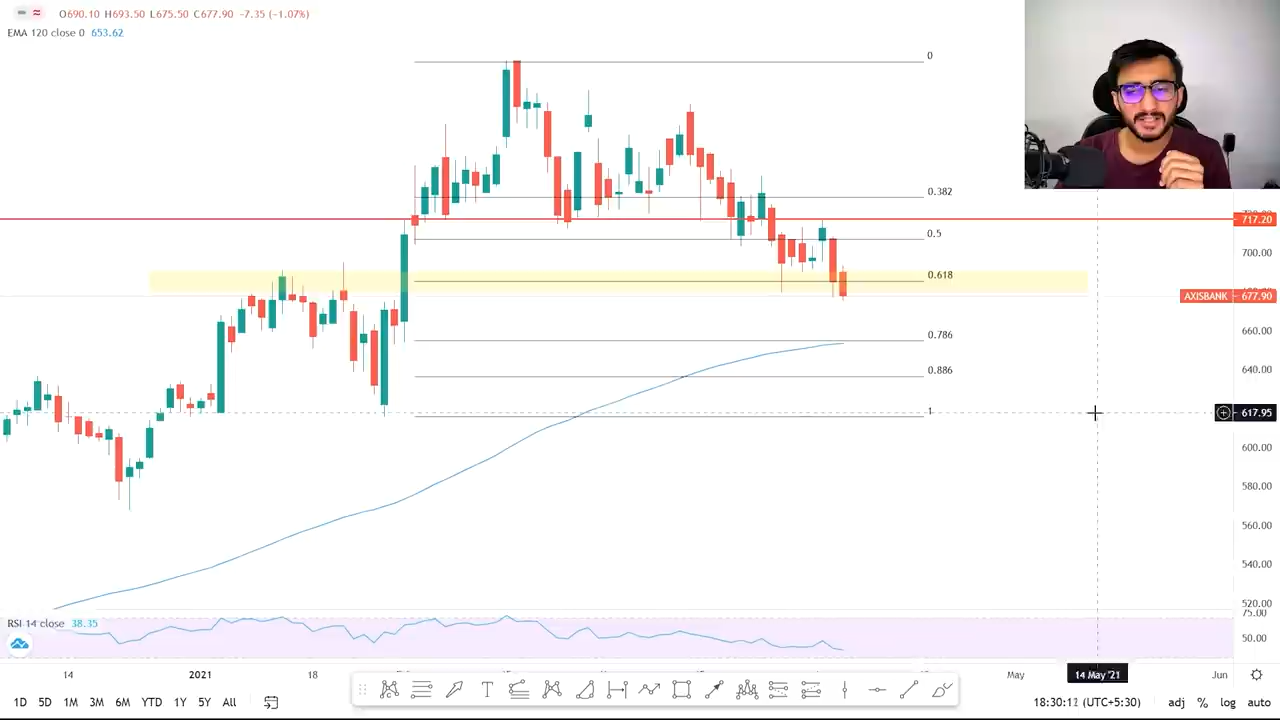 O690.10 H693.50 L675.50 C677.90 −7.35 (−1.07%)
EMA 120 close 0 653.62
0
0.382
717.20
0.5
700.00
0.618
AXISBANK 677.90
660.00
0.786
640.00
0.886
1
617.95
600.00
580.00
560.00
540.00
520.00
75.00
RSI 14 close 38.35
50.00
14 2021 18 May 14 May '21 Jun
1D 5D 1M 3M 6M YTD 1Y 5Y All
18:30:12 (UTC+5:30) adj % log auto